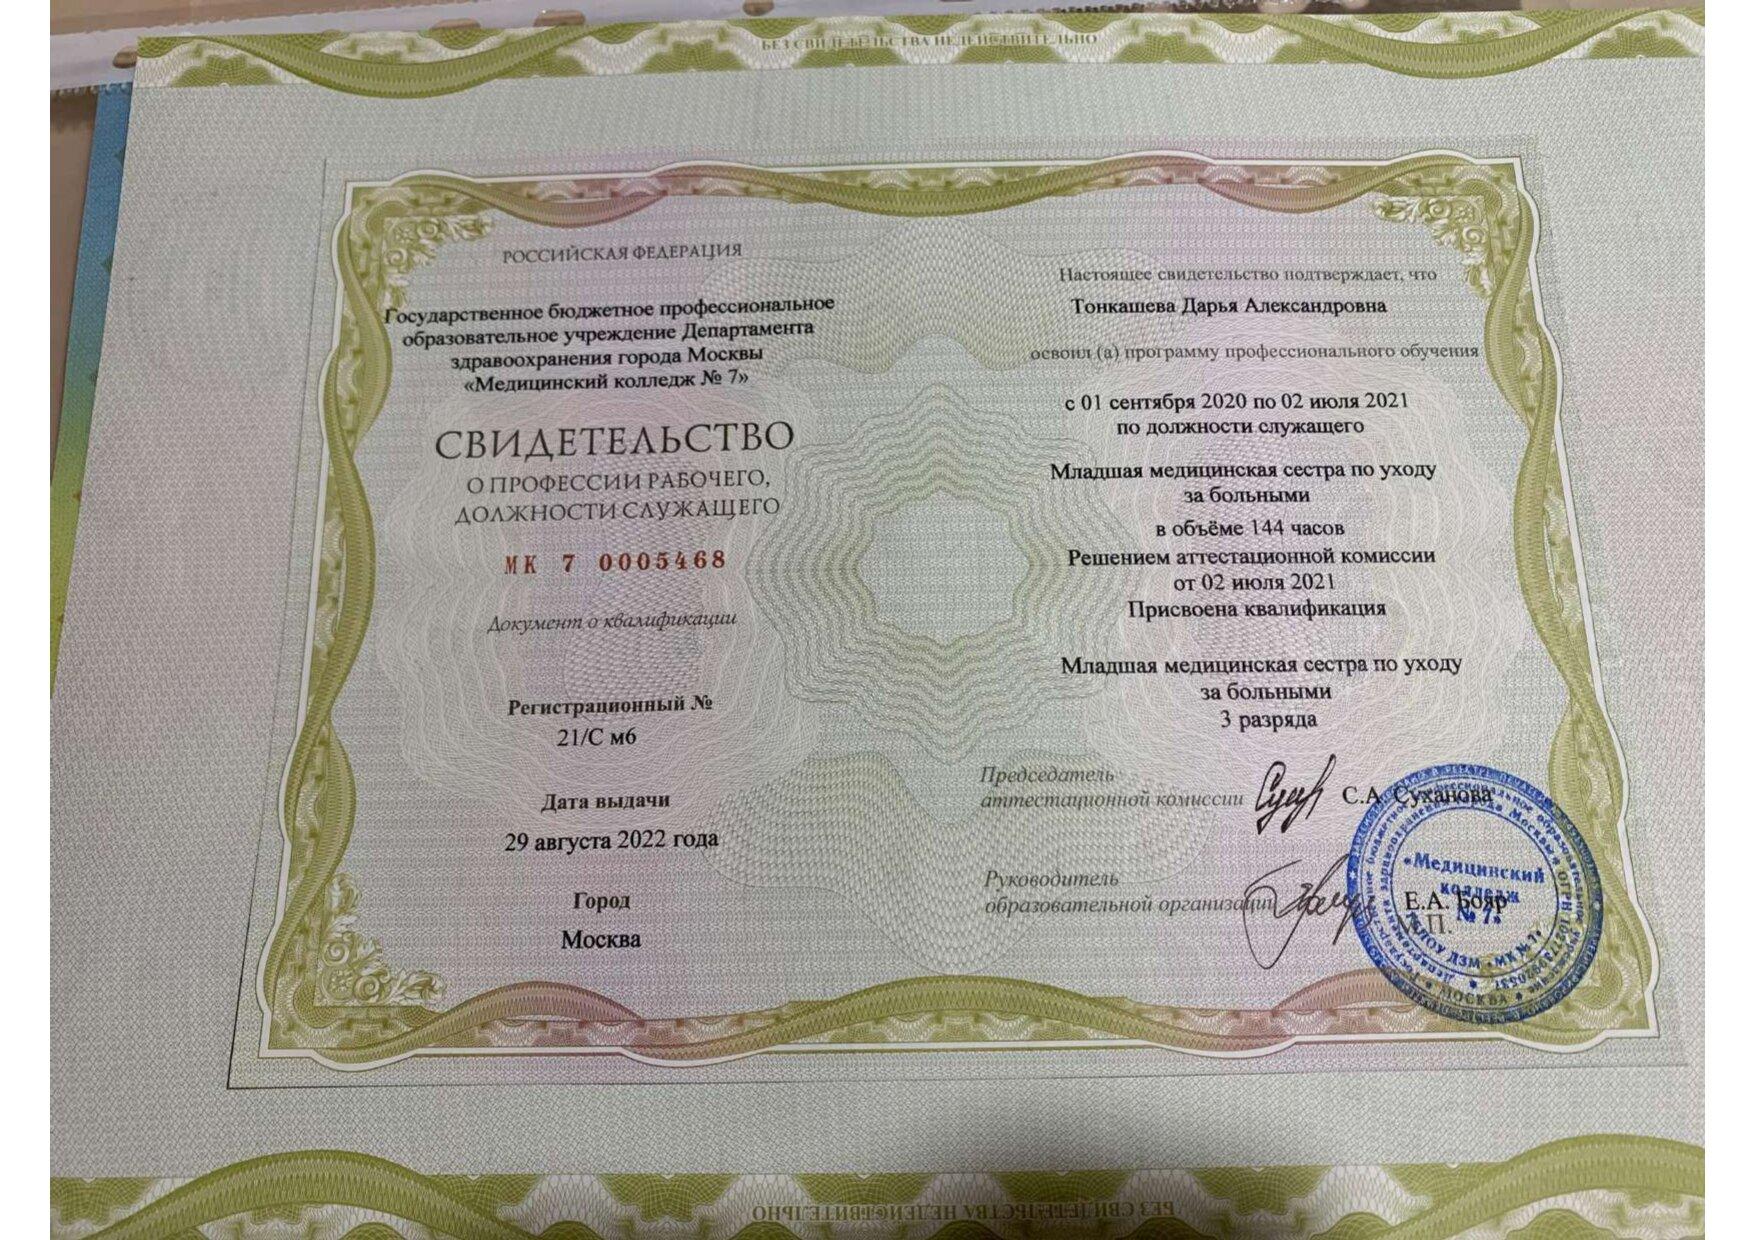 БЕЗ СВИДЕТЕЛЬСТВА НЕДЕЙСТВИТЕЛЬНО
РОССИЙСКАЯ ФЕДЕРАЦИЯ
Государственное бюджетное профессиональное
образовательное учреждение Департамента
здравоохранения города Москвы
«Медицинский колледж № 7»
СВИДЕТЕЛЬСТВО
О ПРОФЕССИИ РАБОЧЕГО,
ДОЛЖНОСТИ СЛУЖАЩЕГО
МК 7 0005468
Документ о квалификации
Регистрационный №
21/С м6
Дата выдачи
29 августа 2022 года
Город
Москва
Настоящее свидетельство подтверждает, что
Тонкашева Дарья Александровна
освоил (а) программу профессионального обучения
с 01 сентября 2020 по 02 июля 2021
по должности служащего
Младшая медицинская сестра по уходу
за больными
в объёме 144 часов
Решением аттестационной комиссии
от 02 июля 2021
Присвоена квалификация
Младшая медицинская сестра по уходу
за больными
3 разряда
Председатель
аттестационной комиссии С.А. Суханова
Руководитель
образовательной организации Е.А. Бояр
М.П.
«Медицинский
колледж
№ 7»
МОСКВА
БЕЗ СВИДЕТЕЛЬСТВА НЕДЕЙСТВИТЕЛЬНО